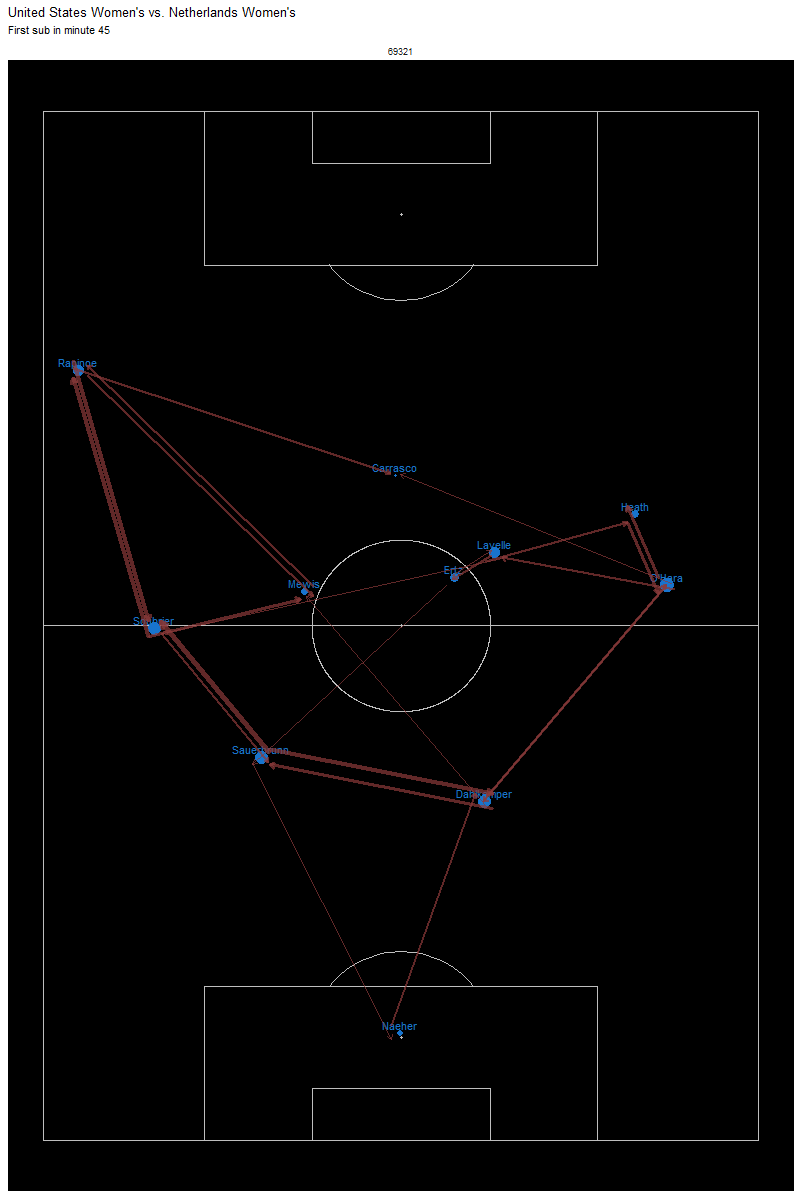 United States Women's vs. Netherlands Women's
First sub in minute 45
69321
Rapinoe
Carrasco
Heath
Lavelle
Ertz
O'Hara
Mewis
Sauerbrunn
Dahlkemper
Naeher